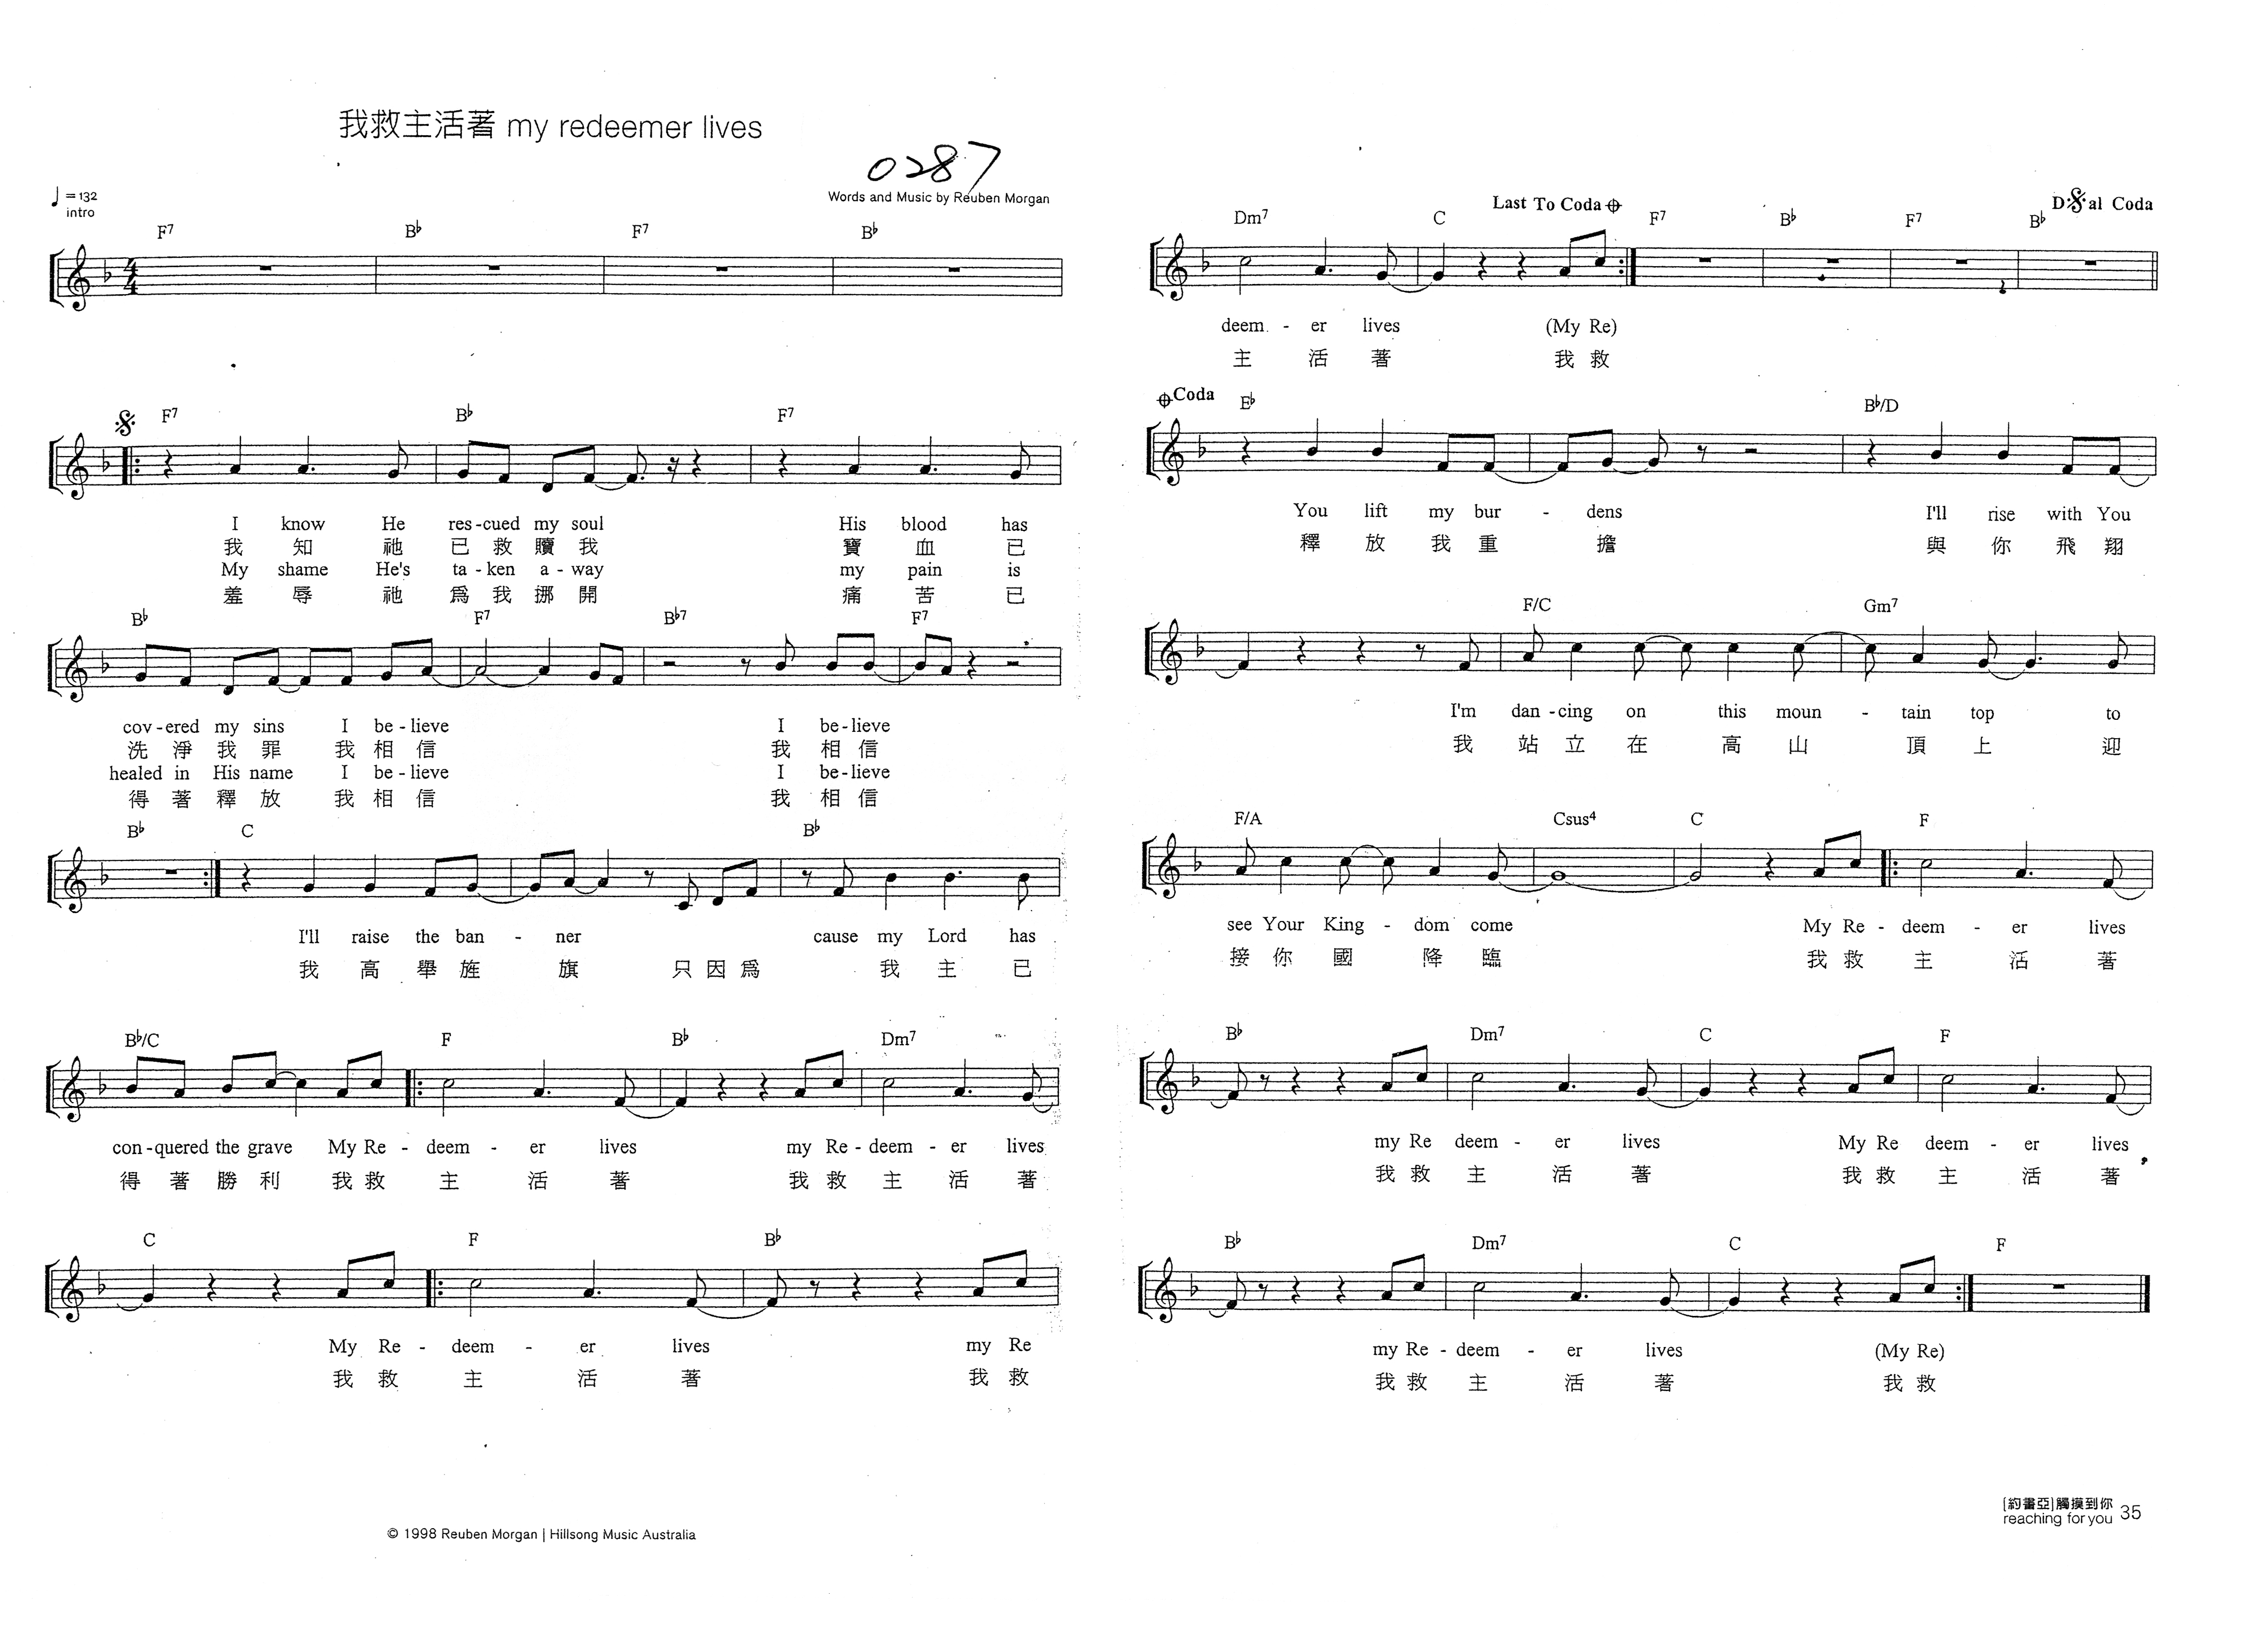 我救主活著 my redeemer lives
0287
♩=132
intro
Words and Music by Reuben Morgan
F7 B♭ F7 B♭
F7 B♭ F7
I know He res-cued my soul His blood has
我 知 祂 已 救 贖 我 寶 血 已
My shame He's ta-ken a-way my pain is
羞 辱 祂 爲 我 挪 開 痛 苦 已
B♭ F7 B♭7 F7
cov-ered my sins I be-lieve I be-lieve
洗 淨 我 罪 我 相 信 我 相 信
healed in His name I be-lieve I be-lieve
得 著 釋 放 我 相 信 我 相 信
B♭ C B♭
I'll raise the ban - ner cause my Lord has
我 高 舉 旌 旗 只 因 爲 我 主 已
B♭/C F B♭ Dm7
con-quered the grave My Re - deem - er lives my Re-deem - er lives
得 著 勝 利 我 救 主 活 著 我 救 主 活 著
C F B♭
My Re - deem - er lives my Re
我 救 主 活 著 我 救
© 1998 Reuben Morgan | Hillsong Music Australia
Last To Coda D.S. al Coda
Dm7 C F7 B♭ F7 B♭
deem - er lives (My Re)
主 活 著 我 救
Coda E♭ B♭/D
You lift my bur - dens I'll rise with You
釋 放 我 重 擔 與 你 飛 翔
F/C Gm7
I'm dan-cing on this moun - tain top to
我 站 立 在 高 山 頂 上 迎
F/A Csus4 C F
see Your King - dom come My Re - deem - er lives
接 你 國 降 臨 我 救 主 活 著
B♭ Dm7 C F
my Re deem - er lives My Re deem - er lives
我 救 主 活 著 我 救 主 活 著
B♭ Dm7 C F
my Re - deem - er lives (My Re)
我 救 主 活 著 我 救
[約書亞]觸摸到你
reaching for you 35